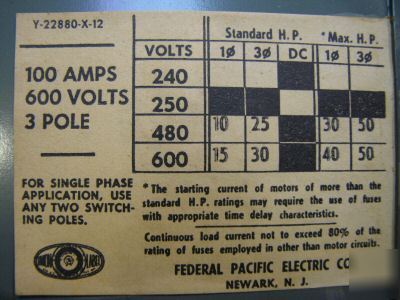 Y-22880-X-12
Standard H.P. *Max. H.P.
VOLTS 1ø 3ø DC 1ø 3ø
100 AMPS
600 VOLTS
3 POLE
240
250
480 10 25 30 50
600 15 30 40 50
FOR SINGLE PHASE
APPLICATION, USE
ANY TWO SWITCH-
ING POLES.
*The starting current of motors of more than the
standard H.P. ratings may require the use of fuses
with appropriate time delay characteristics.
Continuous load current not to exceed 80% of the
rating of fuses employed in other than motor circuits.
FEDERAL PACIFIC ELECTRIC CO
NEWARK, N. J.